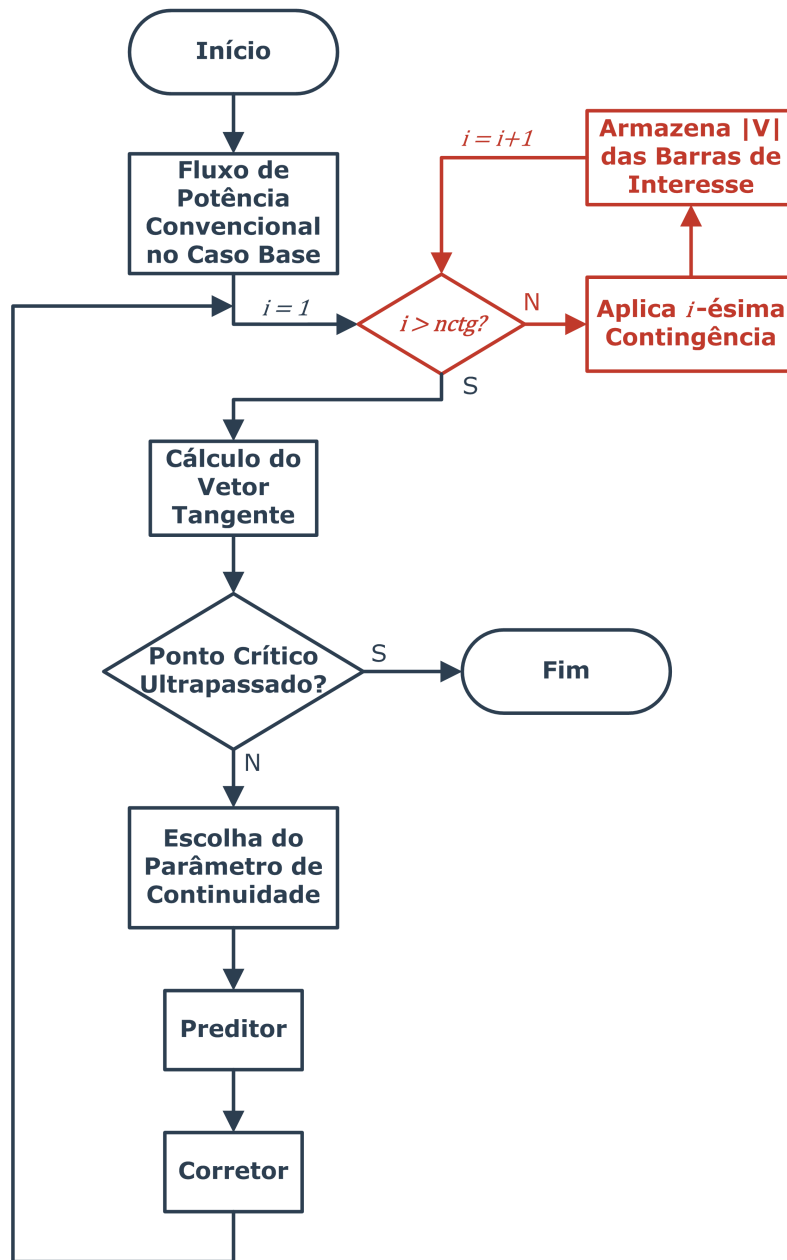 Início
Fluxo de
Potência
Convencional
no Caso Base
i = 1
i > nctg?
N
Aplica i-ésima
Contingência
Armazena |V|
das Barras de
Interesse
i = i+1
S
Cálculo do
Vetor
Tangente
Ponto Crítico
Ultrapassado?
S
Fim
N
Escolha do
Parâmetro de
Continuidade
Preditor
Corretor